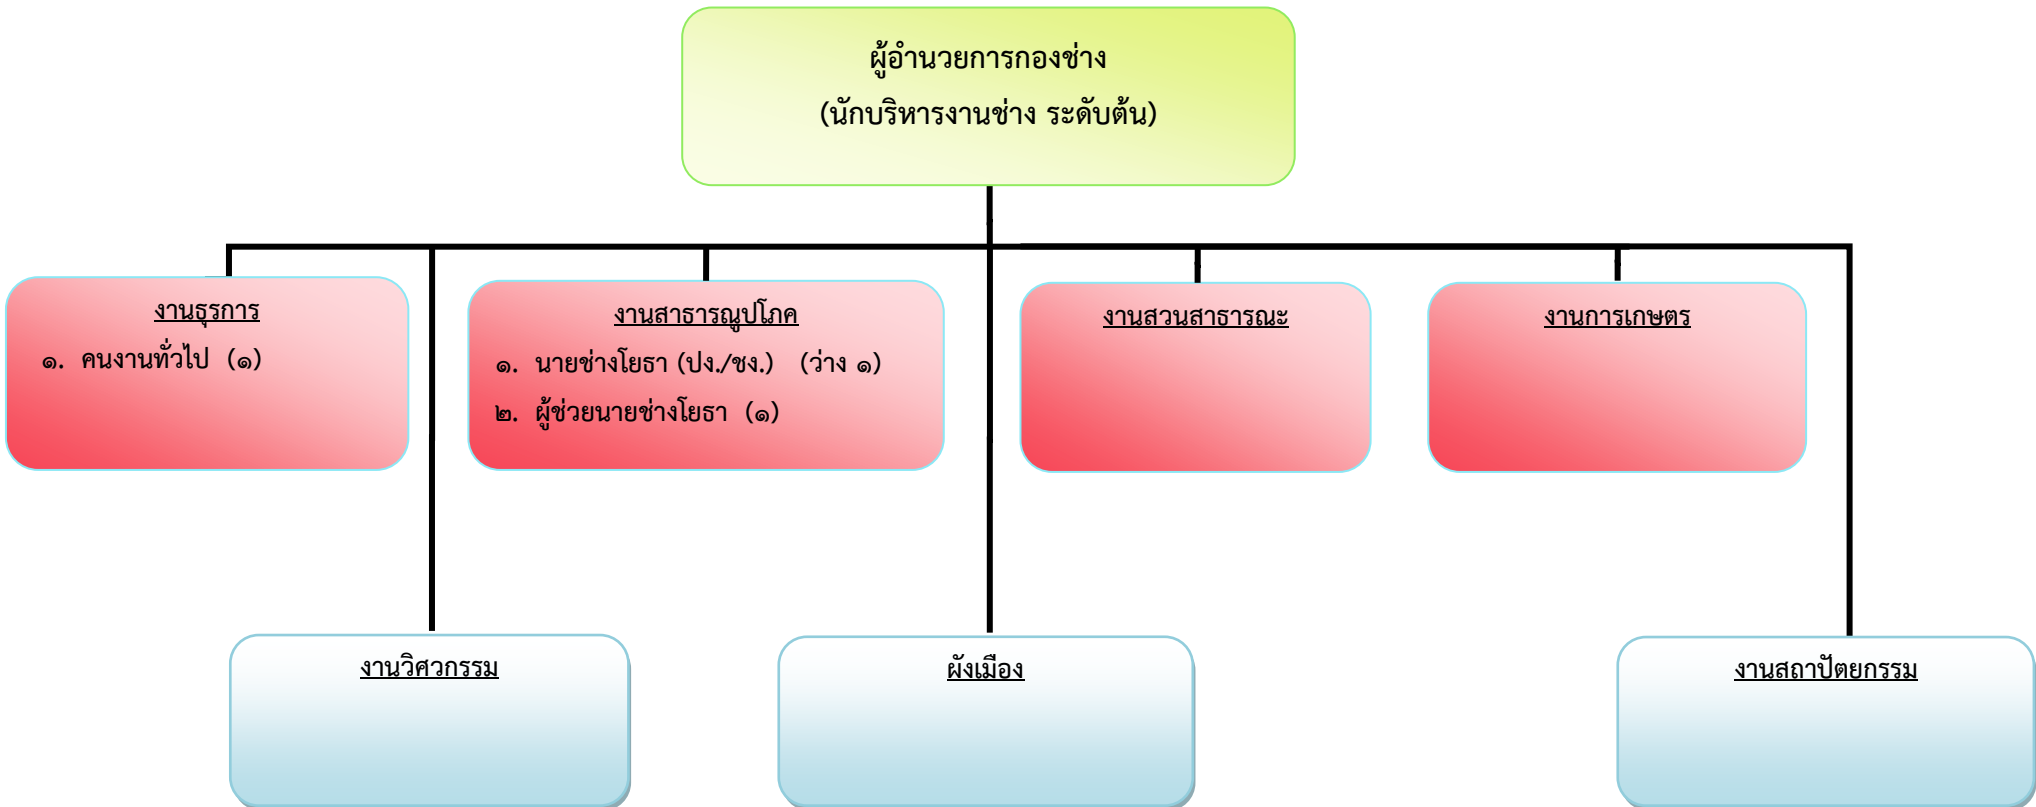 ผู้อำนวยการกองช่าง
(นักบริหารงานช่าง ระดับต้น)
งานธุรการ
๑. คนงานทั่วไป (๑)
งานสาธารณูปโภค
๑. นายช่างโยธา (ปง./ชง.) (ว่าง ๑)
๒. ผู้ช่วยนายช่างโยธา (๑)
งานสวนสาธารณะ
งานการเกษตร
งานวิศวกรรม
ผังเมือง
งานสถาปัตยกรรม